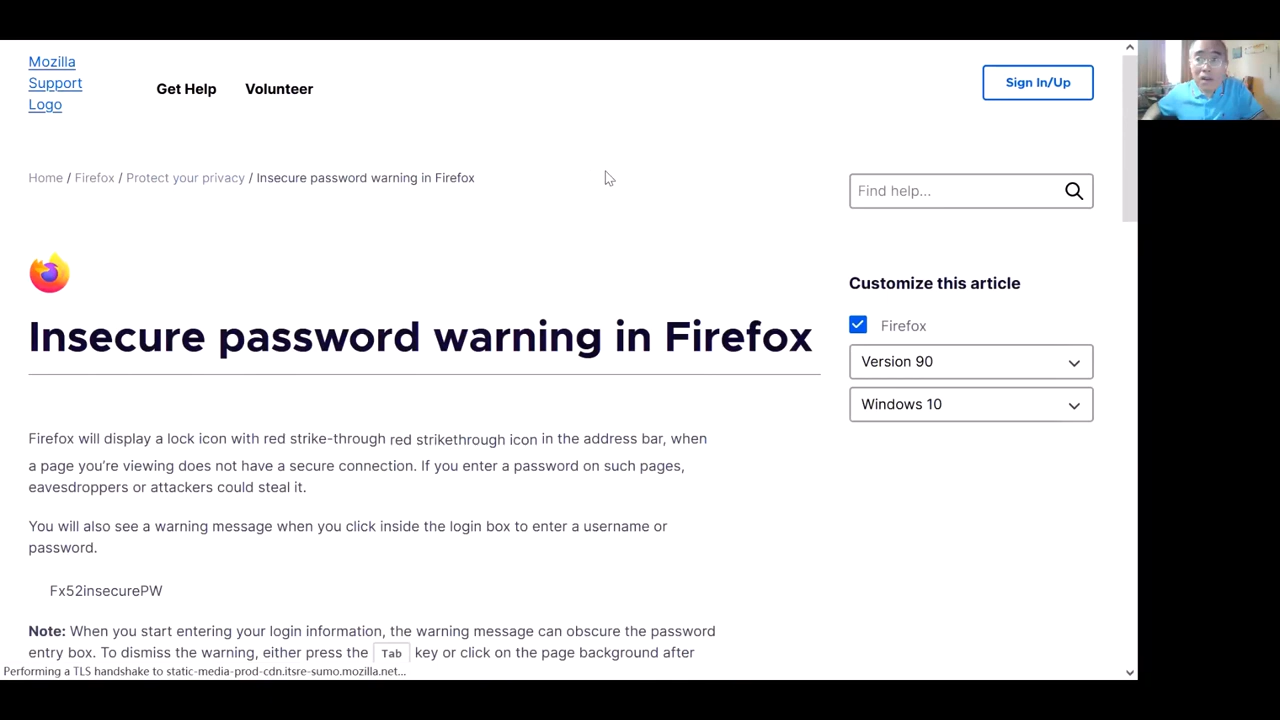 Mozilla
Support
Logo
Get Help
Volunteer
Sign In/Up
Home / Firefox / Protect your privacy / Insecure password warning in Firefox
Find help...
Customize this article
Firefox
Version 90
Windows 10
Insecure password warning in Firefox
Firefox will display a lock icon with red strike-through red strikethrough icon in the address bar, when
a page you’re viewing does not have a secure connection. If you enter a password on such pages,
eavesdroppers or attackers could steal it.
You will also see a warning message when you click inside the login box to enter a username or
password.
Fx52insecurePW
Note: When you start entering your login information, the warning message can obscure the password
entry box. To dismiss the warning, either press the Tab key or click on the page background after
Performing a TLS handshake to static-media-prod-cdn.itsre-sumo.mozilla.net...